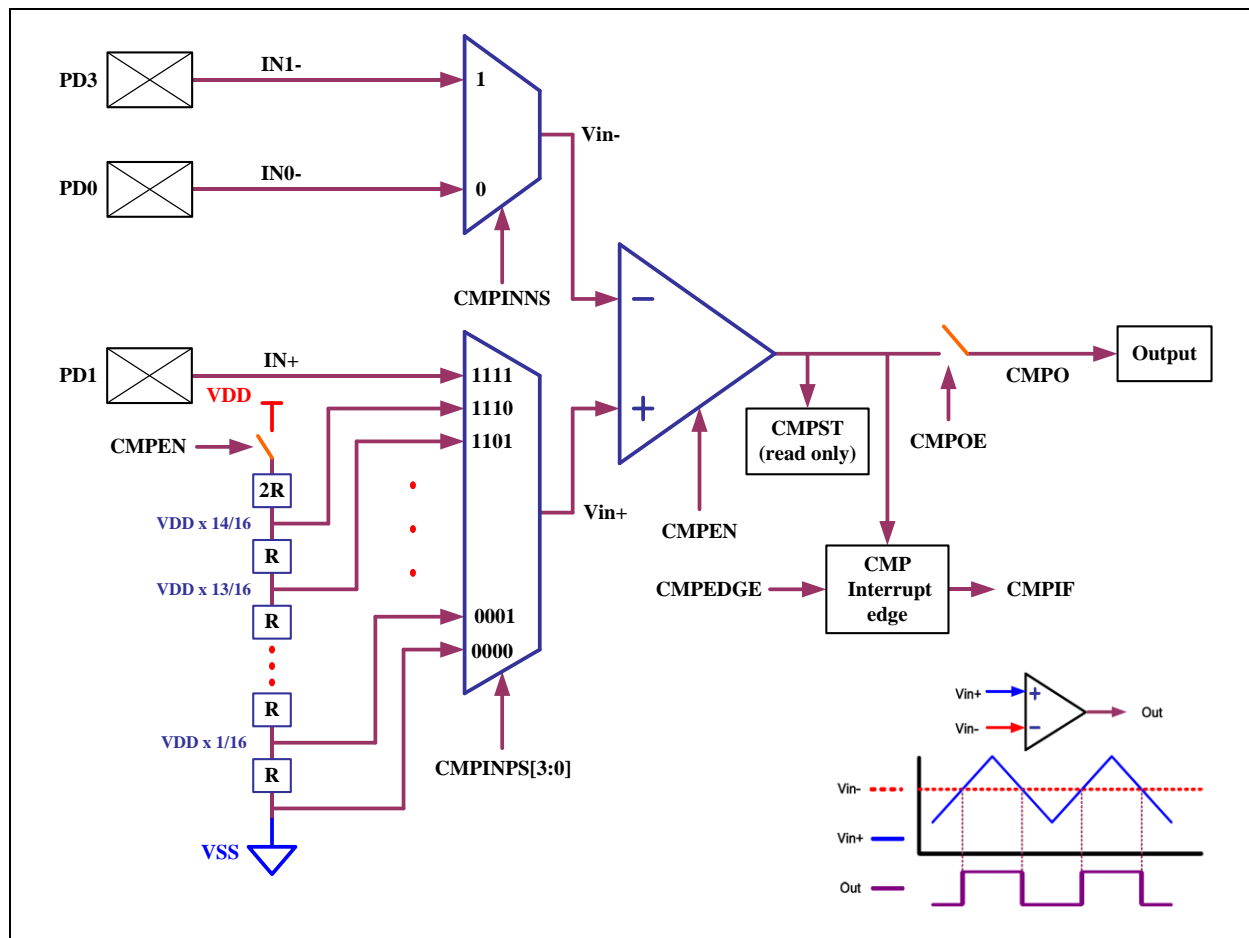 PD3
IN1-
1
Vin-
PD0
IN0-
0
CMPINNS
−
PD1
IN+
1111
VDD
1110
CMPEN
1101
2R
VDD x 14/16
R
VDD x 13/16
R
0001
0000
R
VDD x 1/16
R
VSS
CMPINPS[3:0]
Vin+
+
CMPEN
CMPST
(read only)
CMPOE
CMPO
Output
CMPEDGE
CMP
Interrupt
edge
CMPIF
Vin+
+
Vin-
−
Out
Vin-
Vin+
Out